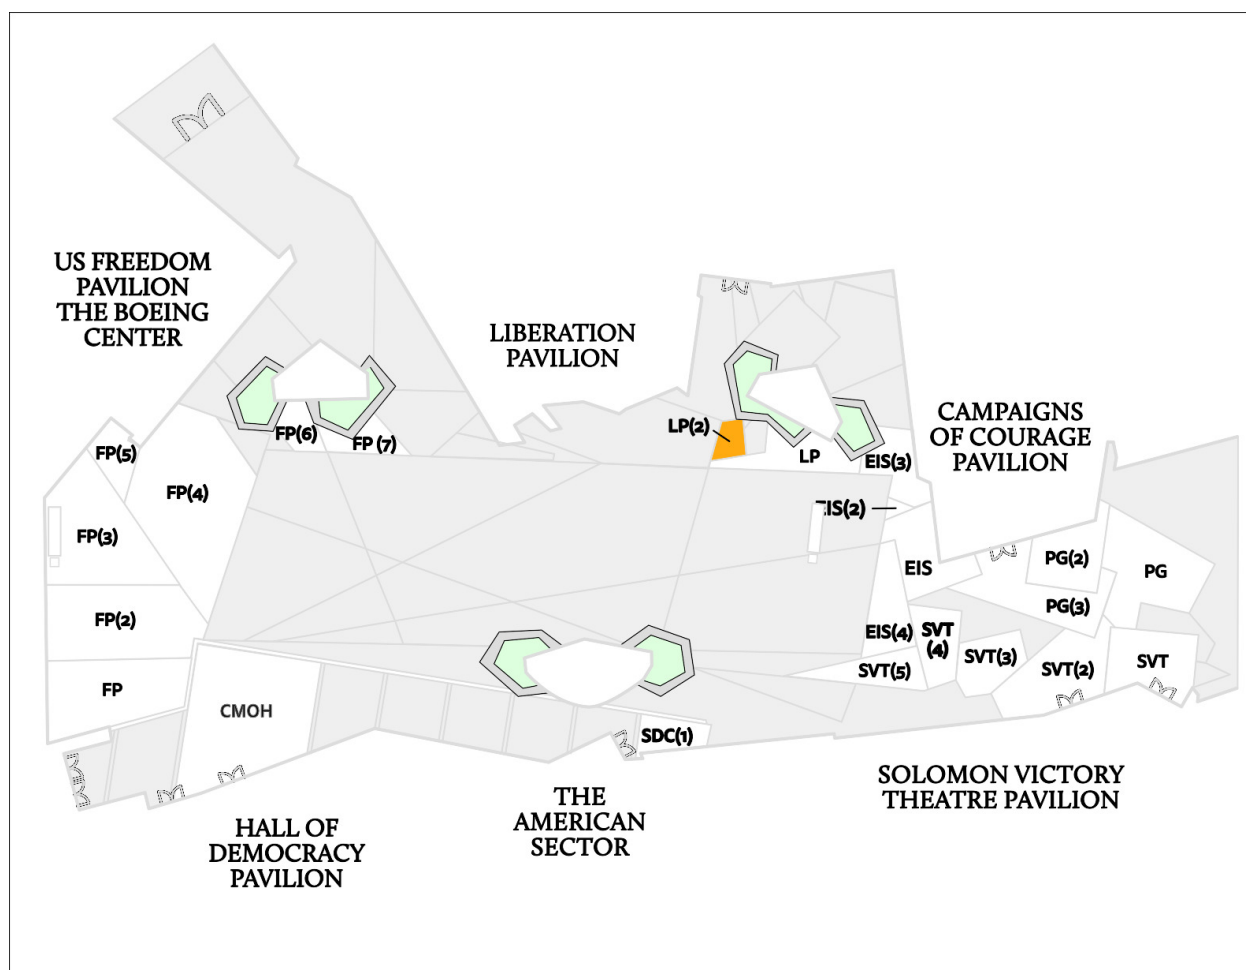 US FREEDOM
PAVILION
THE BOEING
CENTER
LIBERATION
PAVILION
CAMPAIGNS
OF COURAGE
PAVILION
FP(6)
FP (7)
LP(2)
LP
EIS(3)
FP(5)
FP(4)
EIS(2)
FP(3)
EIS
PG(2)
PG
PG(3)
FP(2)
EIS(4)
SVT
(4)
SVT(3)
SVT(5)
SVT(2)
SVT
FP
CMOH
SDC(1)
SOLOMON VICTORY
THEATRE PAVILION
THE
AMERICAN
SECTOR
HALL OF
DEMOCRACY
PAVILION